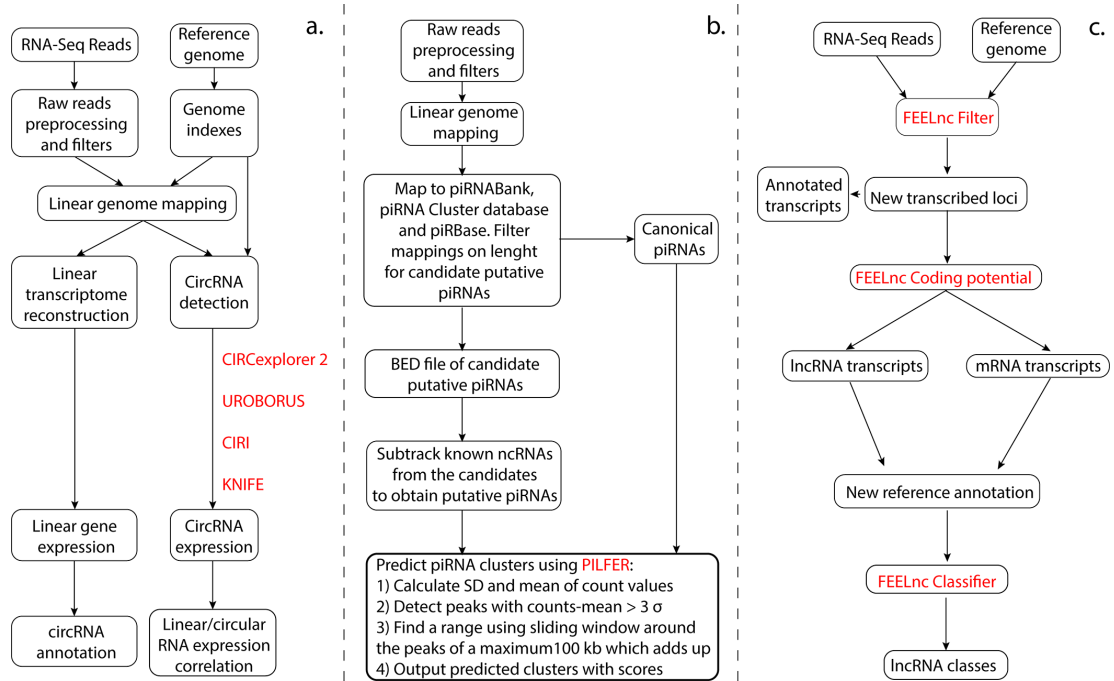 a.
RNA-Seq Reads
Reference
genome
Raw reads
preprocessing
and filters
Genome
indexes
Linear genome mapping
Linear
transcriptome
reconstruction
CircRNA
detection
CIRCexplorer 2
UROBORUS
CIRI
KNIFE
Linear gene
expression
CircRNA
expression
circRNA
annotation
Linear/circular
RNA expression
correlation
b.
Raw reads
preprocessing
and filters
Linear genome
mapping
Map to piRNABank,
piRNA Cluster database
and piRBase. Filter
mappings on lenght
for candidate putative
piRNAs
Canonical
piRNAs
BED file of candidate
putative piRNAs
Subtrack known ncRNAs
from the candidates
to obtain putative piRNAs
Predict piRNA clusters using PILFER:
1) Calculate SD and mean of count values
2) Detect peaks with counts-mean > 3 σ
3) Find a range using sliding window around
the peaks of a maximum100 kb which adds up
4) Output predicted clusters with scores
c.
RNA-Seq Reads
Reference
genome
FEELnc Filter
Annotated
transcripts
New transcribed loci
FEELnc Coding potential
lncRNA transcripts
mRNA transcripts
New reference annotation
FEELnc Classifier
lncRNA classes